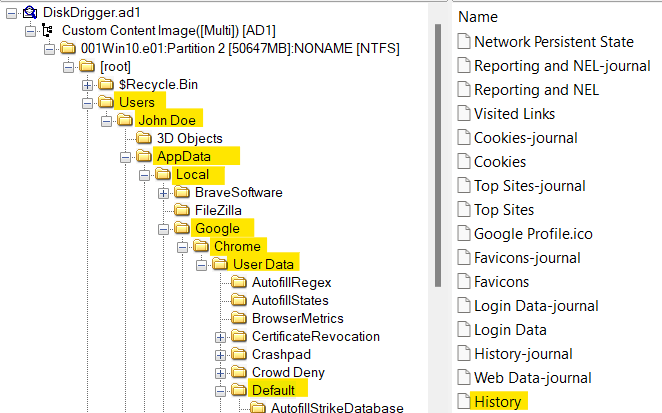 DiskDrigger.ad1
Custom Content Image([Multi]) [AD1]
001Win10.e01:Partition 2 [50647MB]:NONAME [NTFS]
[root]
$Recycle.Bin
Users
John Doe
3D Objects
AppData
Local
BraveSoftware
FileZilla
Google
Chrome
User Data
AutofillRegex
AutofillStates
BrowserMetrics
CertificateRevocation
Crashpad
Crowd Deny
Default
AutofillStrikeDatabase
Name
Network Persistent State
Reporting and NEL-journal
Reporting and NEL
Visited Links
Cookies-journal
Cookies
Top Sites-journal
Top Sites
Google Profile.ico
Favicons-journal
Favicons
Login Data-journal
Login Data
History-journal
Web Data-journal
History